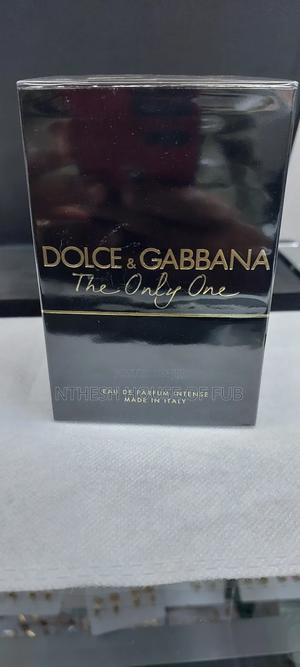 DOLCE & GABBANA
The Only One
EAU DE PARFUM INTENSE
MADE IN ITALY